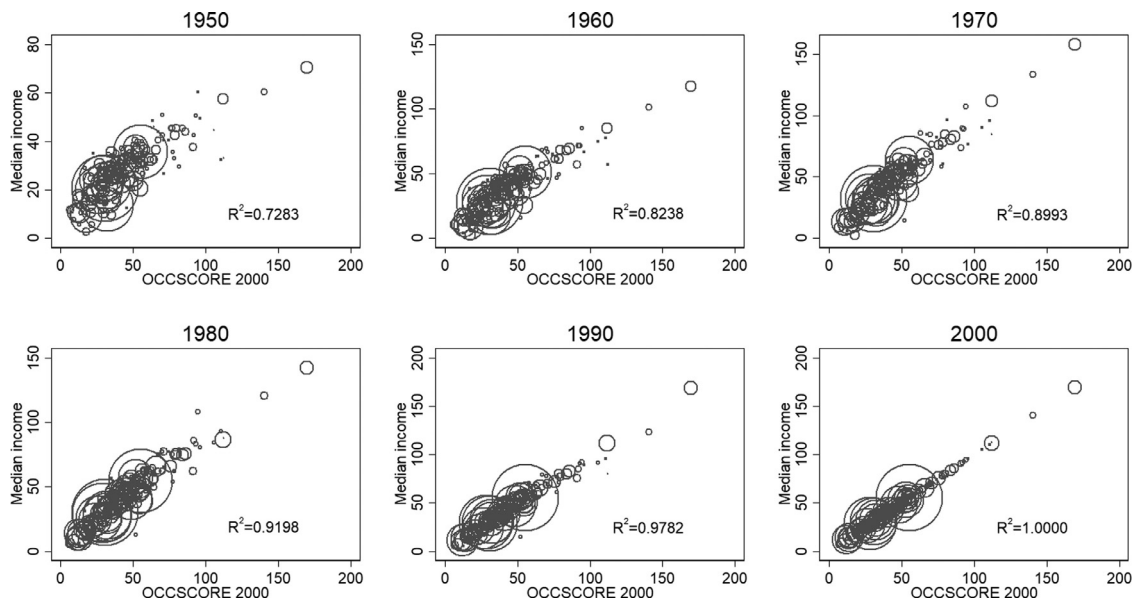 1950
80
60
40
20
0
Median income
R²=0.7283
0 50 100 150 200
OCCSCORE 2000
1960
150
100
50
0
Median income
R²=0.8238
0 50 100 150 200
OCCSCORE 2000
1970
150
100
50
0
Median income
R²=0.8993
0 50 100 150 200
OCCSCORE 2000
1980
150
100
50
0
Median income
R²=0.9198
0 50 100 150 200
OCCSCORE 2000
1990
200
150
100
50
0
Median income
R²=0.9782
0 50 100 150 200
OCCSCORE 2000
2000
200
150
100
50
0
Median income
R²=1.0000
0 50 100 150 200
OCCSCORE 2000